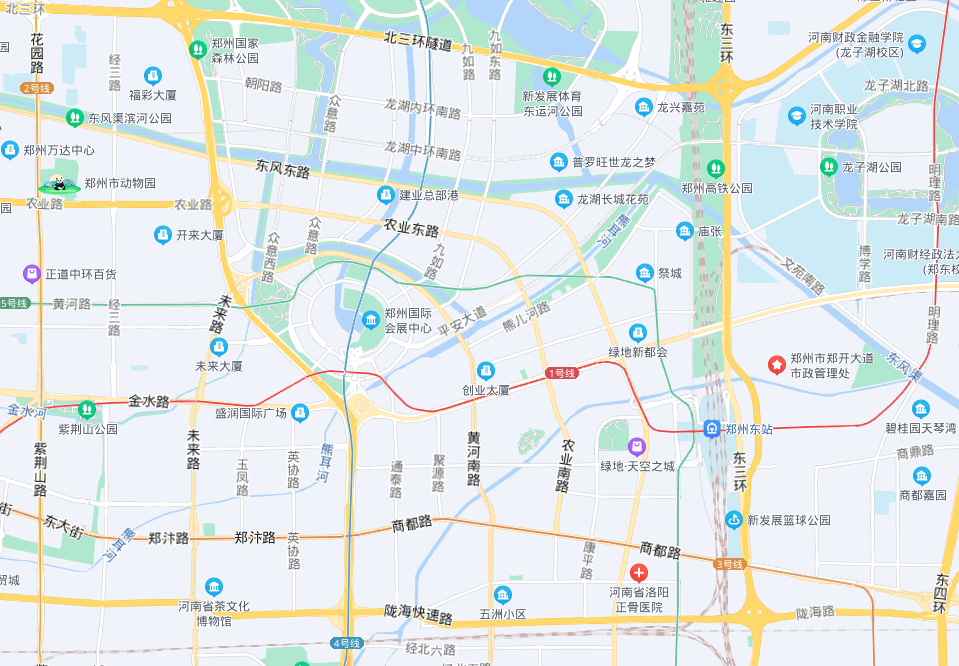 北三环
花园路
2号线
经三路
郑州国家
森林公园
福彩大厦
朝阳路
众意路
东风渠滨河公园
郑州万达中心
郑州市动物园
园
农业路
农业路
北三环隧道
九如路
九如东路
龙湖内环南路
龙湖中环南路
东风东路
新发展体育
东运河公园
龙兴嘉苑
普罗旺世龙之梦
龙湖长城花苑
建业总部港
农业东路
熊耳河
东三环
河南财政金融学院
(龙子湖校区)
龙子湖北路
河南职业
技术学院
龙子湖公园
郑州高铁公园
明理路
龙子湖南路
庙张
祭城
博学路
文苑南路
河南财经政法大
(郑东校
开来大厦
众意西路
众意路
九如路
正道中环百货
5号线
黄河路
经三路
未来路
未来大厦
郑州国际
会展中心
平安大道
熊儿河路
绿地新都会
1号线
创业大厦
明理路
郑州市郑开大道
市政管理处
东风渠
金水河
紫荆山公园
金水路
盛润国际广场
郑州东站
碧桂园天琴湾
商鼎路
商都嘉园
紫荆山路
未来路
玉凤路
英协路
熊耳河
通泰路
聚源路
黄河南路
农业南路
绿地·天空之城
东三环
新发展篮球公园
街
东大街
熊耳河
郑汴路
郑汴路
英协路
商都路
康平路
商都路
3号线
贸城
河南省茶文化
博物馆
陇海快速路
五洲小区
河南省洛阳
正骨医院
陇海路
东四环
4号线
经北六路